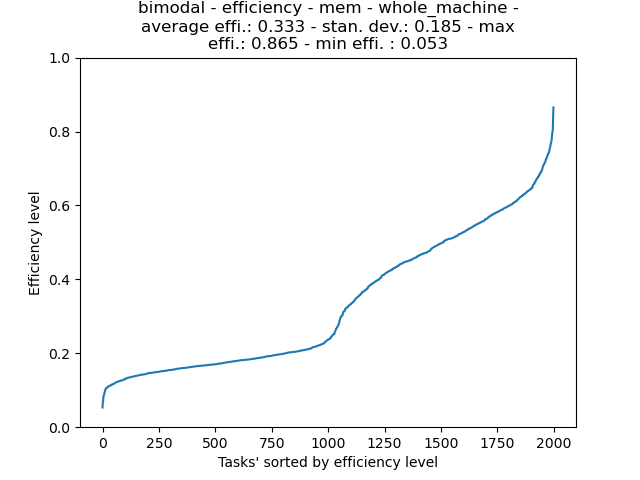 bimodal - efficiency - mem - whole_machine -
average effi.: 0.333 - stan. dev.: 0.185 - max
effi.: 0.865 - min effi. : 0.053
1.0
0.8
0.6
0.4
0.2
0.0
Efficiency level
0 250 500 750 1000 1250 1500 1750 2000
Tasks' sorted by efficiency level